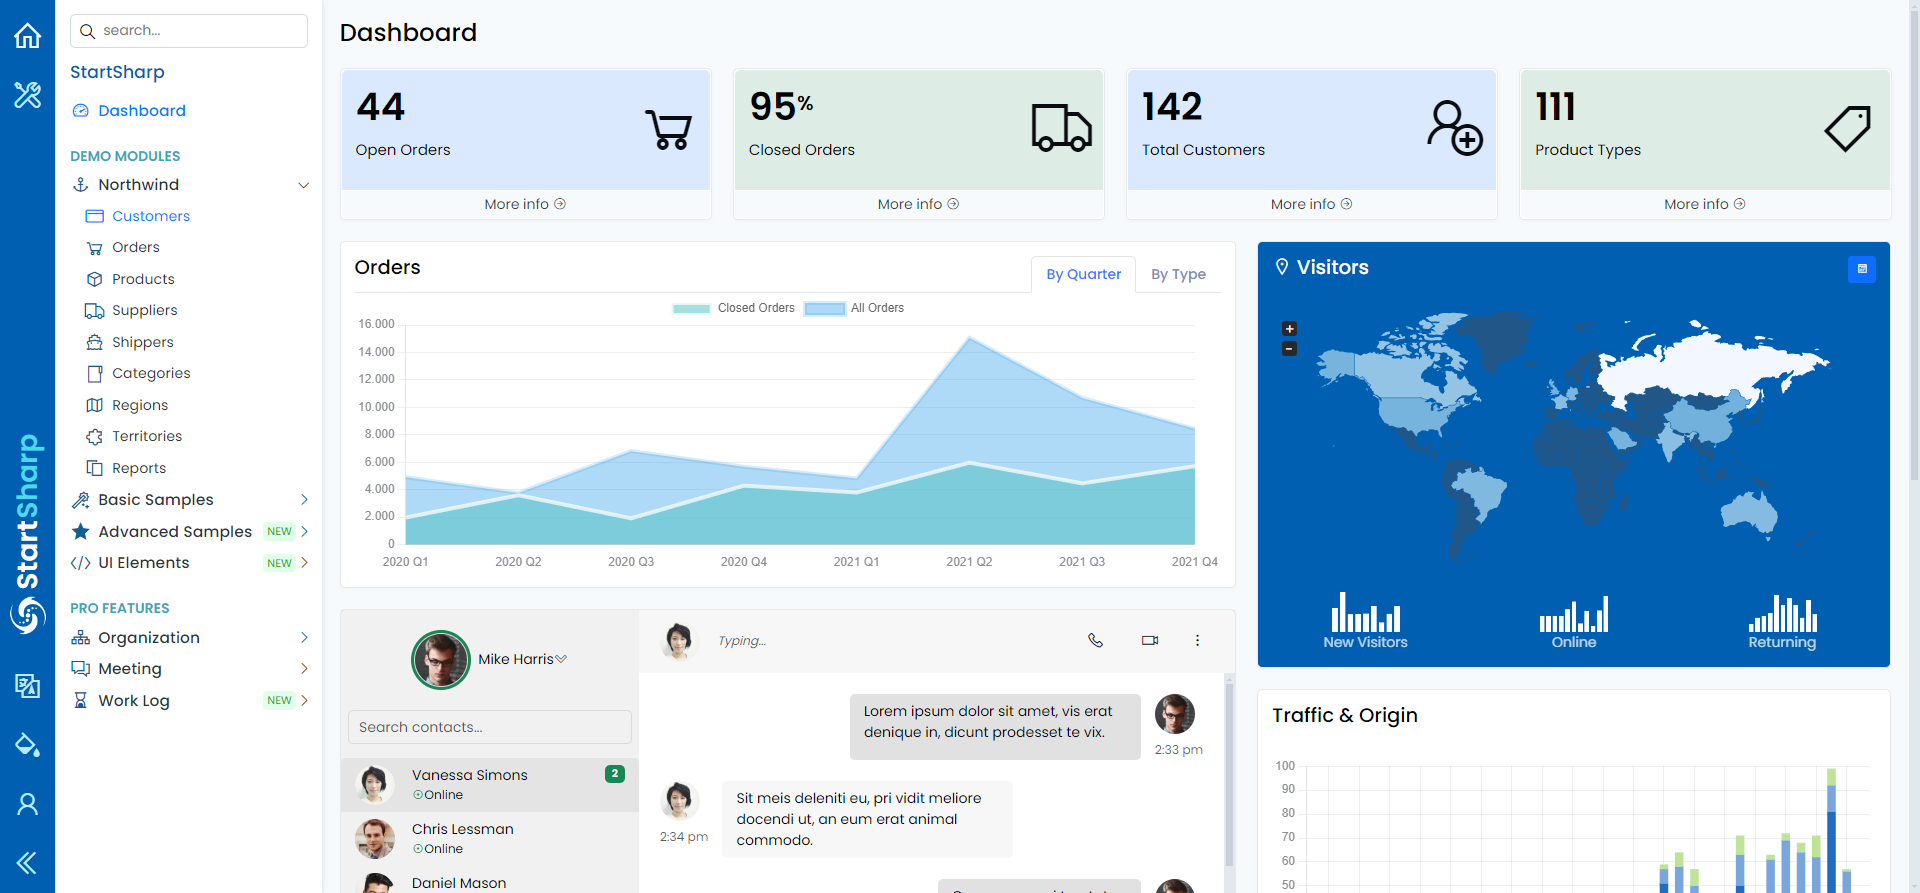 StartSharp
search...
StartSharp
Dashboard
DEMO MODULES
Northwind
Customers
Orders
Products
Suppliers
Shippers
Categories
Regions
Territories
Reports
Basic Samples
Advanced Samples NEW
UI Elements NEW
PRO FEATURES
Organization
Meeting
Work Log NEW
Dashboard
44
Open Orders
More info
95%
Closed Orders
More info
142
Total Customers
More info
111
Product Types
More info
Orders
By Quarter By Type
Closed Orders All Orders
16.000
14.000
12.000
10.000
8.000
6.000
4.000
2.000
0
2020 Q1 2020 Q2 2020 Q3 2020 Q4 2021 Q1 2021 Q2 2021 Q3 2021 Q4
Visitors
+
-
New Visitors Online Returning
Mike Harris
Search contacts...
Vanessa Simons 2
Online
Chris Lessman
Online
Daniel Mason
Typing...
Lorem ipsum dolor sit amet, vis erat
denique in, dicunt prodesset te vix.
2:33 pm
Sit meis deleniti eu, pri vidit meliore
docendi ut, an eum erat animal
commodo.
2:34 pm
Traffic & Origin
100
90
80
70
60
50